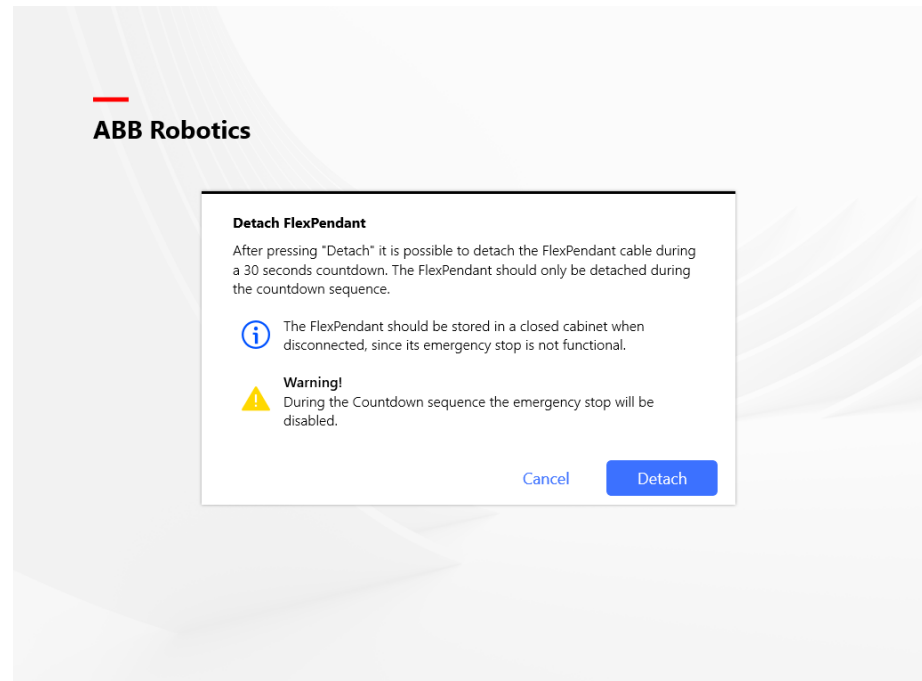 ABB Robotics
Detach FlexPendant
After pressing "Detach" it is possible to detach the FlexPendant cable during
a 30 seconds countdown. The FlexPendant should only be detached during
the countdown sequence.
The FlexPendant should be stored in a closed cabinet when
disconnected, since its emergency stop is not functional.
Warning!
During the Countdown sequence the emergency stop will be
disabled.
Cancel Detach